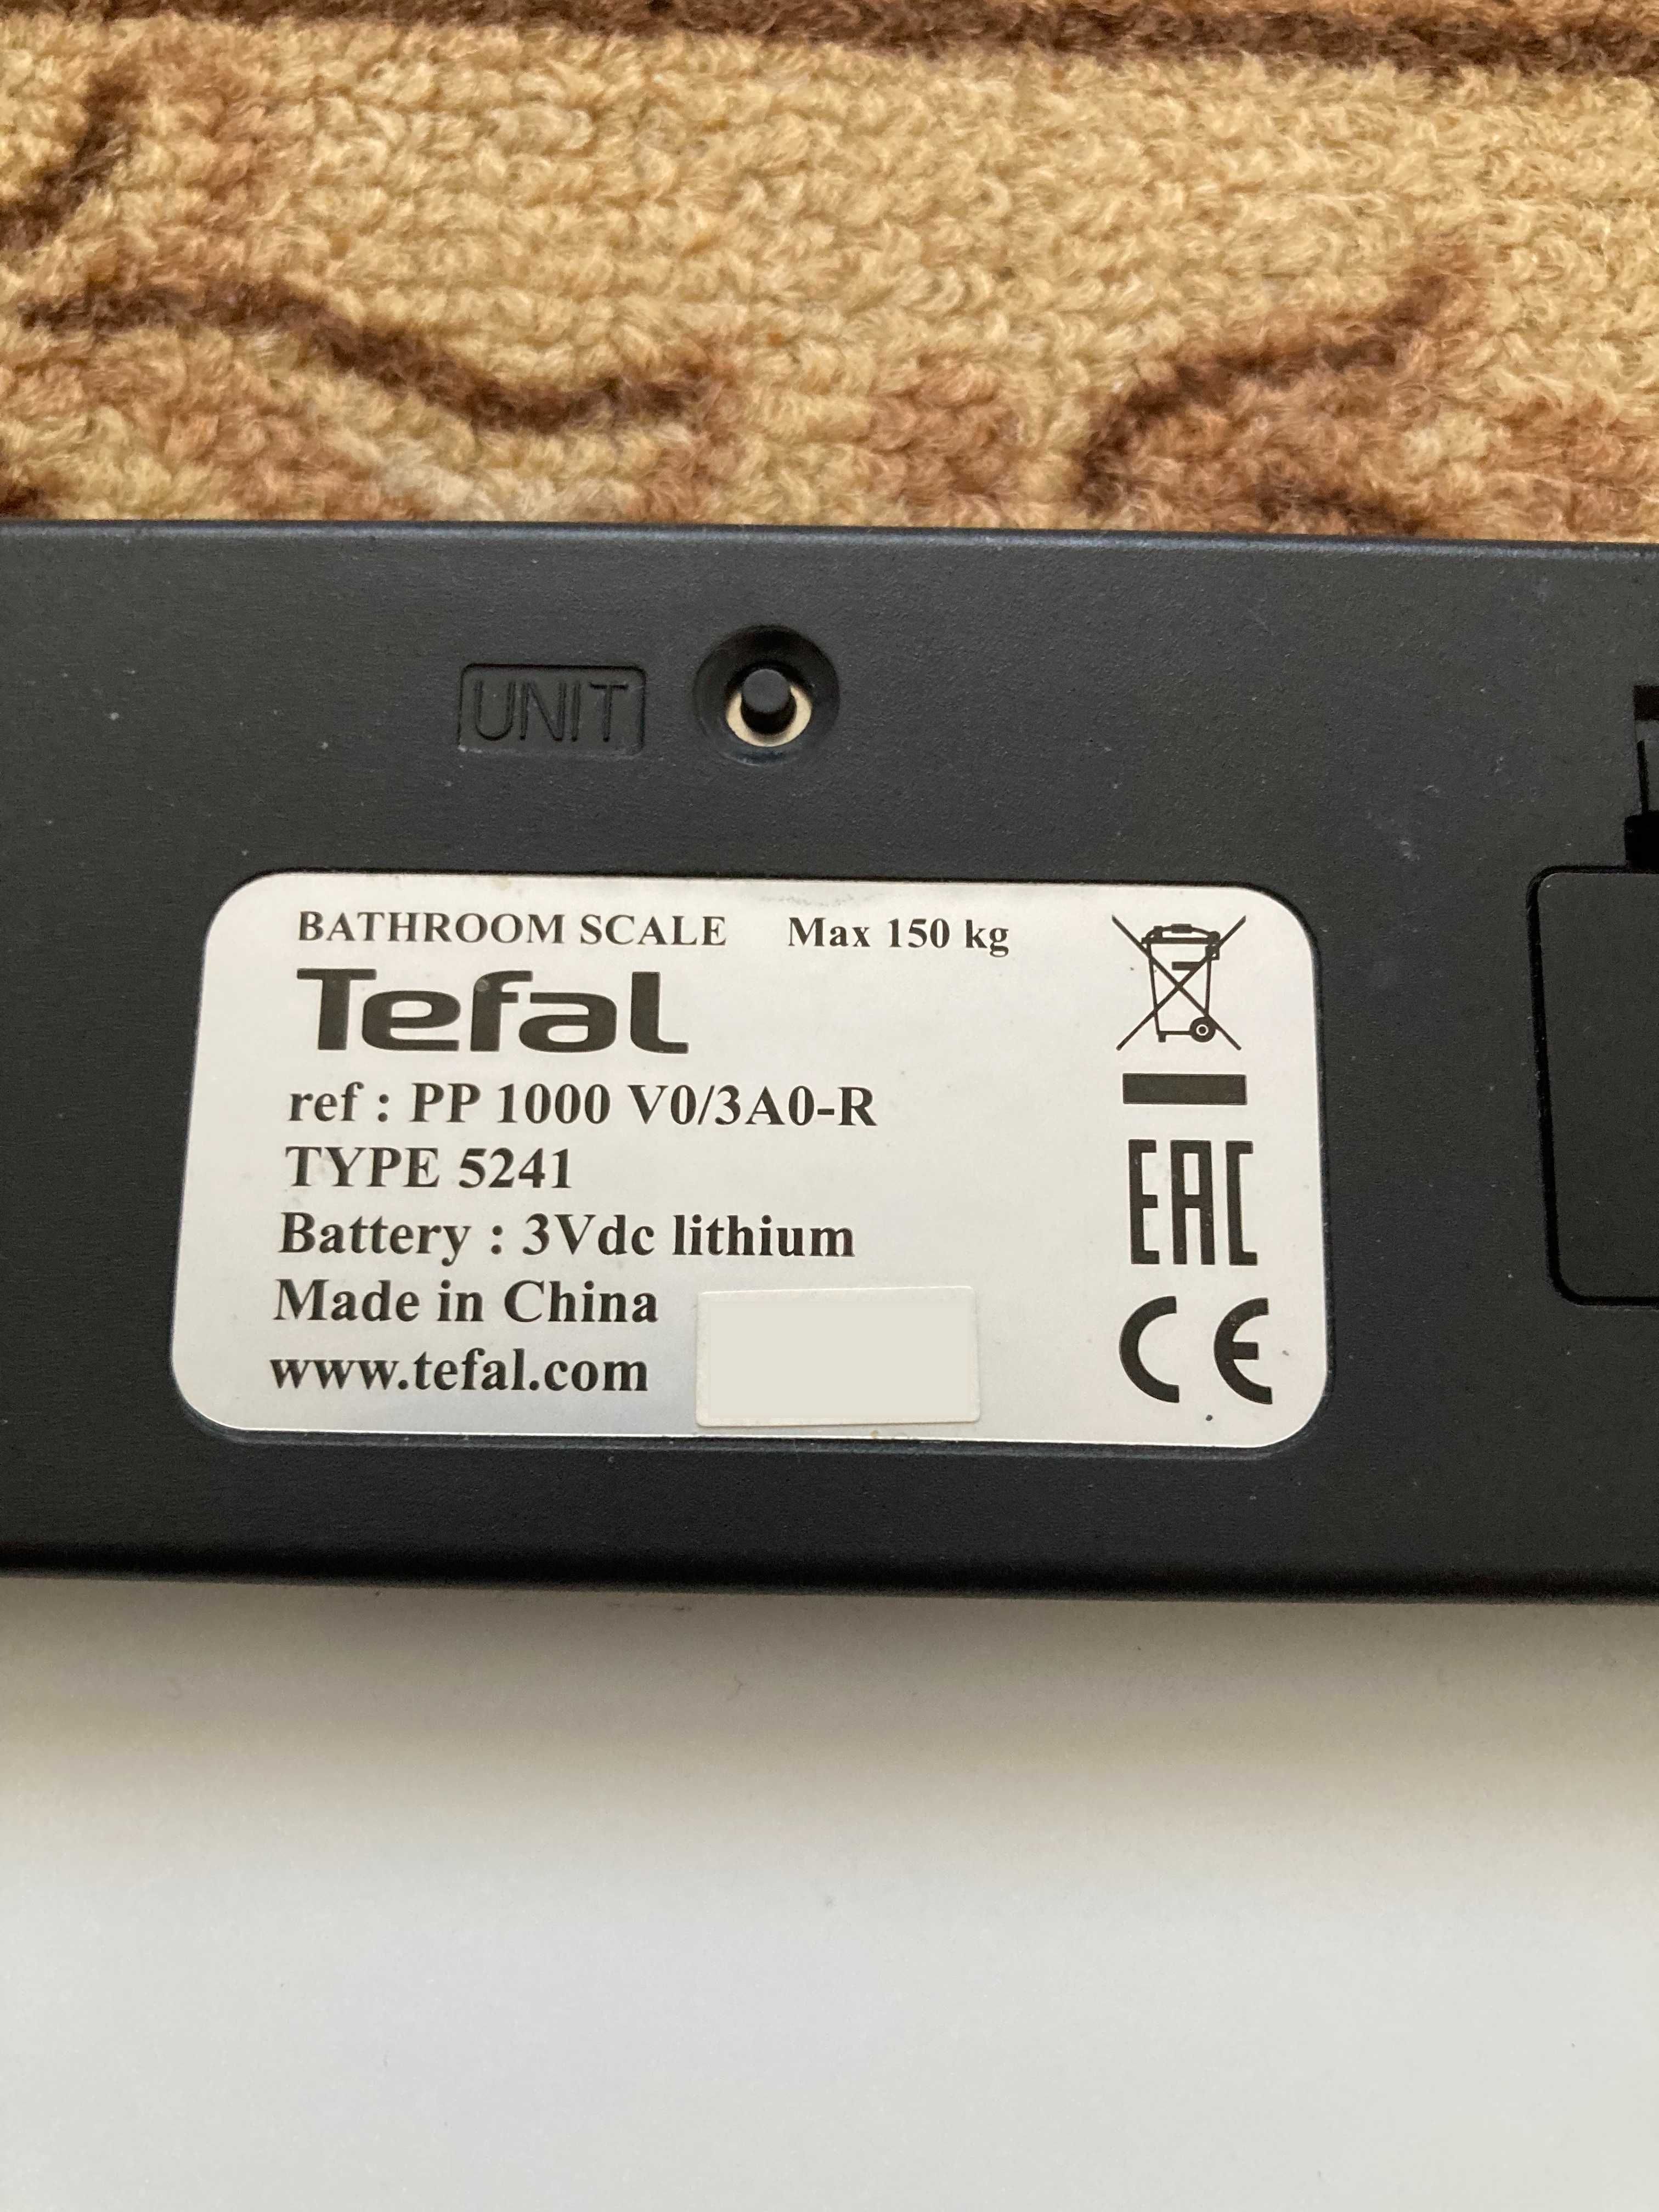 UNIT
BATHROOM SCALE Max 150 kg
Tefal
ref : PP 1000 V0/3A0-R
TYPE 5241
Battery : 3Vdc lithium
Made in China
www.tefal.com
EAC
CE